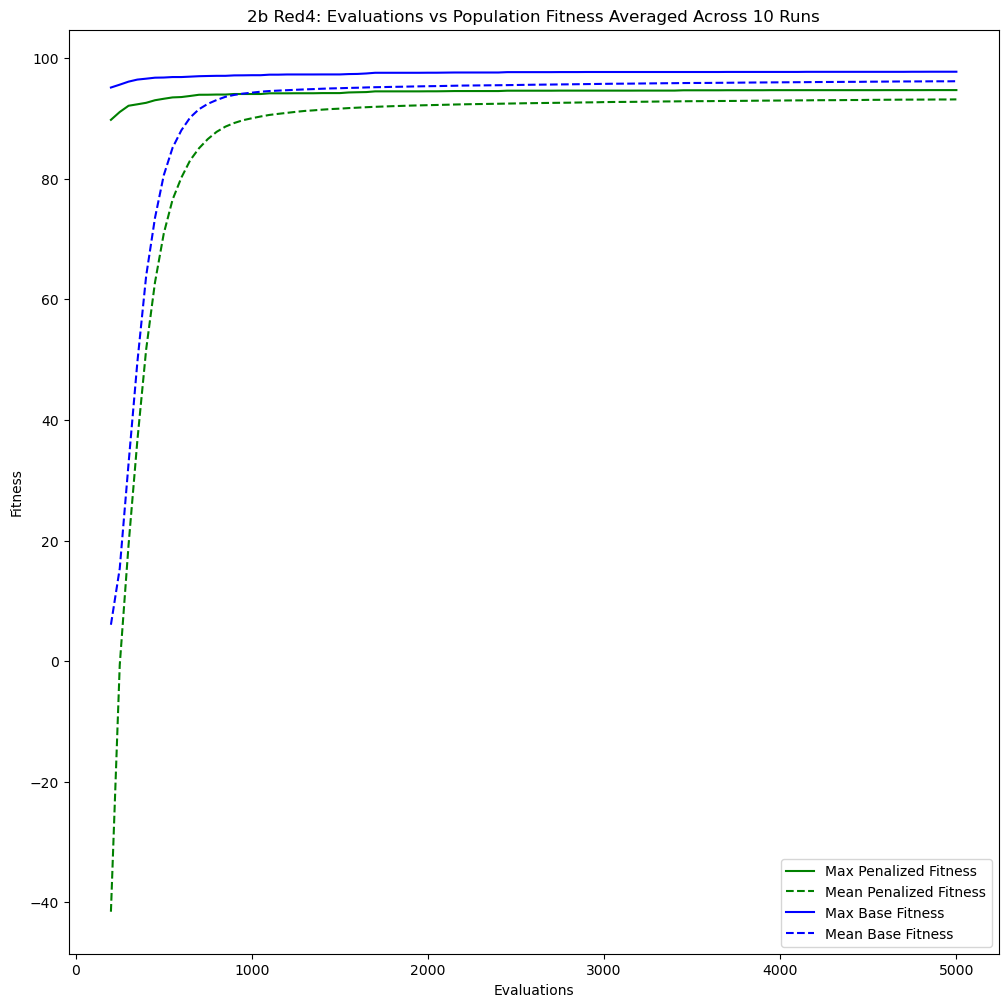 2b Red4: Evaluations vs Population Fitness Averaged Across 10 Runs
100
80
60
40
20
0
−20
−40
Fitness
0 1000 2000 3000 4000 5000
Evaluations
Max Penalized Fitness
Mean Penalized Fitness
Max Base Fitness
Mean Base Fitness